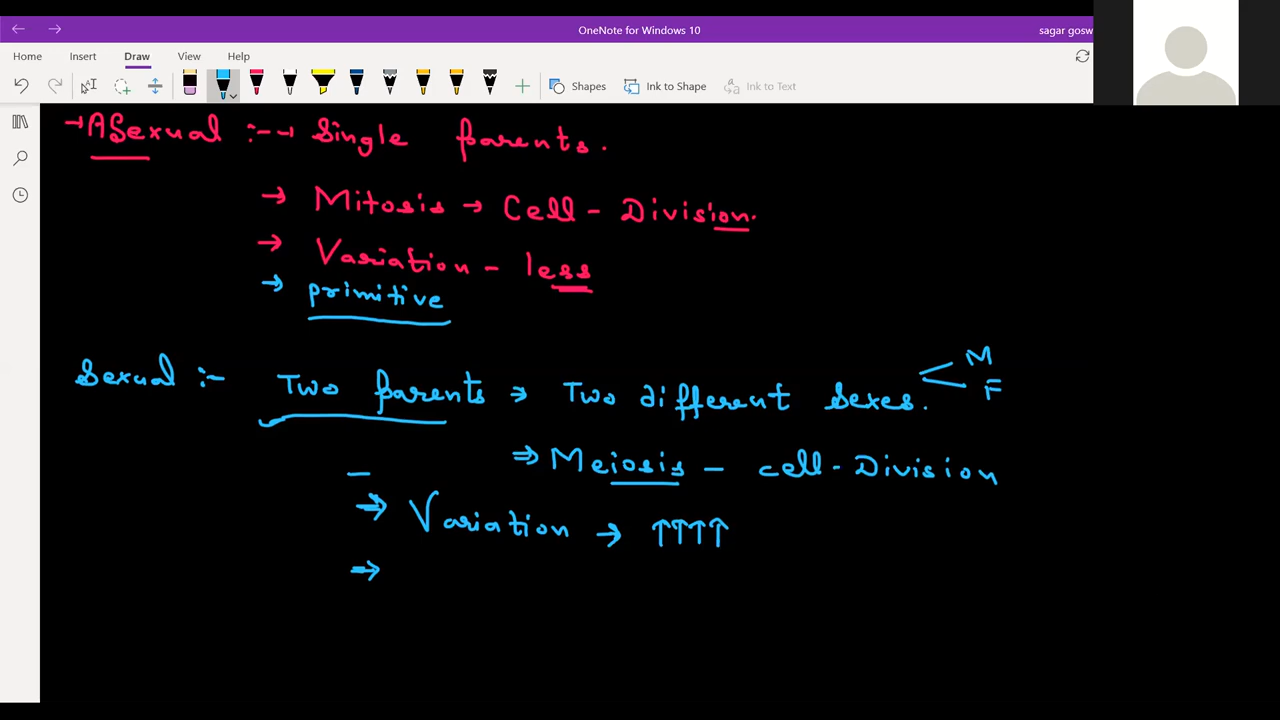 OneNote for Windows 10
sagar gosw
Home Insert Draw View Help
Shapes Ink to Shape Ink to Text
→ASexual :-→ Single parents.
→ Mitosis → Cell - Division.
→ Variation - less
→ primitive
Sexual :- Two parents → Two different sexes. M
F
⇒ Meiosis - cell-Division
–
⇒ Variation → ↑↑↑↑
⇒